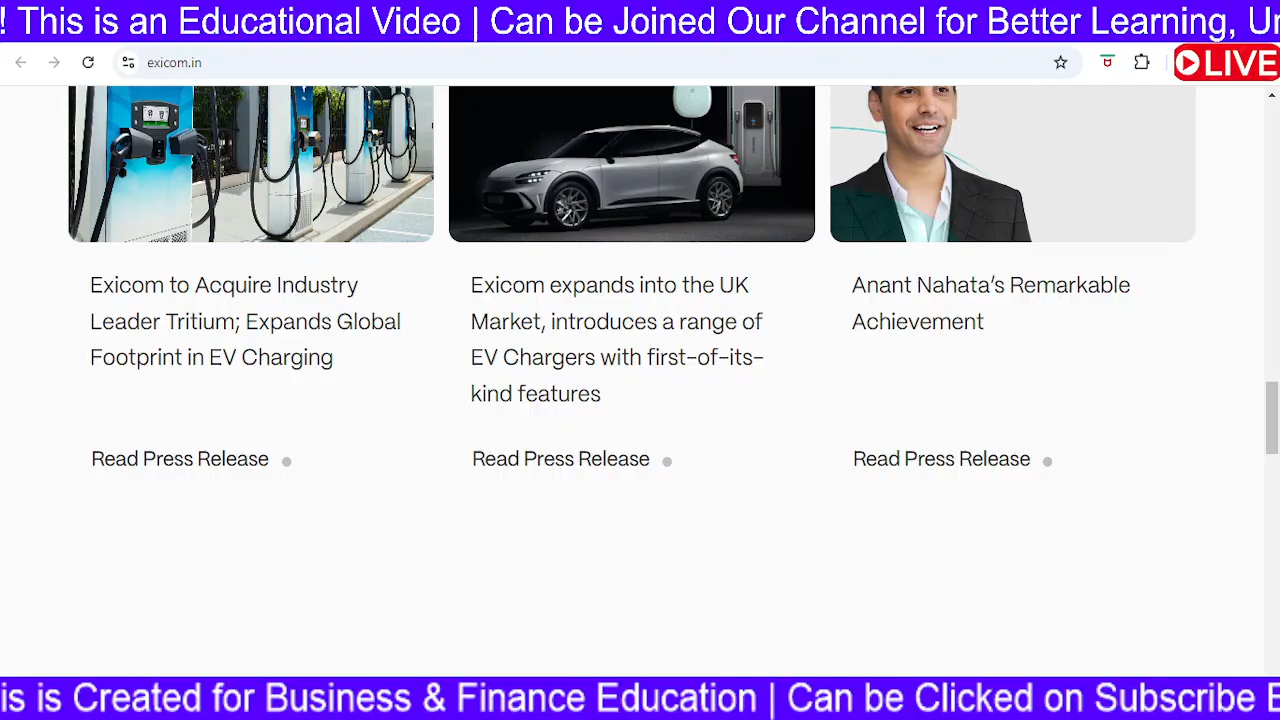 ! This is an Educational Video | Can be Joined Our Channel for Better Learning, Un
exicom.in
LIVE
Exicom to Acquire Industry
Leader Tritium; Expands Global
Footprint in EV Charging
Read Press Release
Exicom expands into the UK
Market, introduces a range of
EV Chargers with first-of-its-
kind features
Read Press Release
Anant Nahata’s Remarkable
Achievement
Read Press Release
is is Created for Business & Finance Education | Can be Clicked on Subscribe